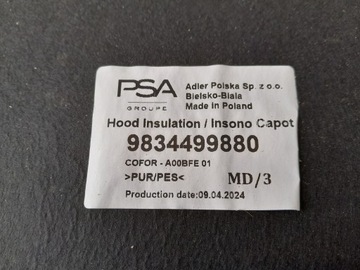 PSA
GROUPE
Adler Polska Sp. z o.o.
Bielsko-Biala
Made in Poland
Hood Insulation / Insono Capot
9834499880
COFOR - A00BFE 01
>PUR/PES< MD/3
Production date:09.04.2024